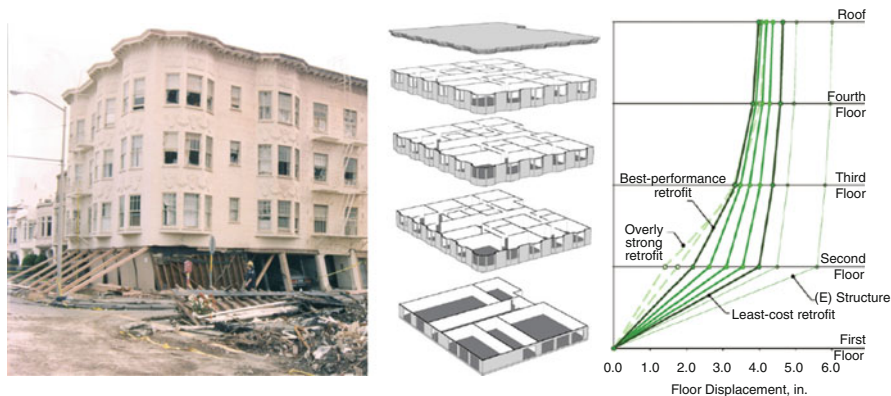 Roof
Fourth
Floor
Best-performance
retrofit
Third
Floor
Overly
strong
retrofit
Second
Floor
(E) Structure
Least-cost retrofit
First
Floor
0.0 1.0 2.0 3.0 4.0 5.0 6.0
Floor Displacement, in.